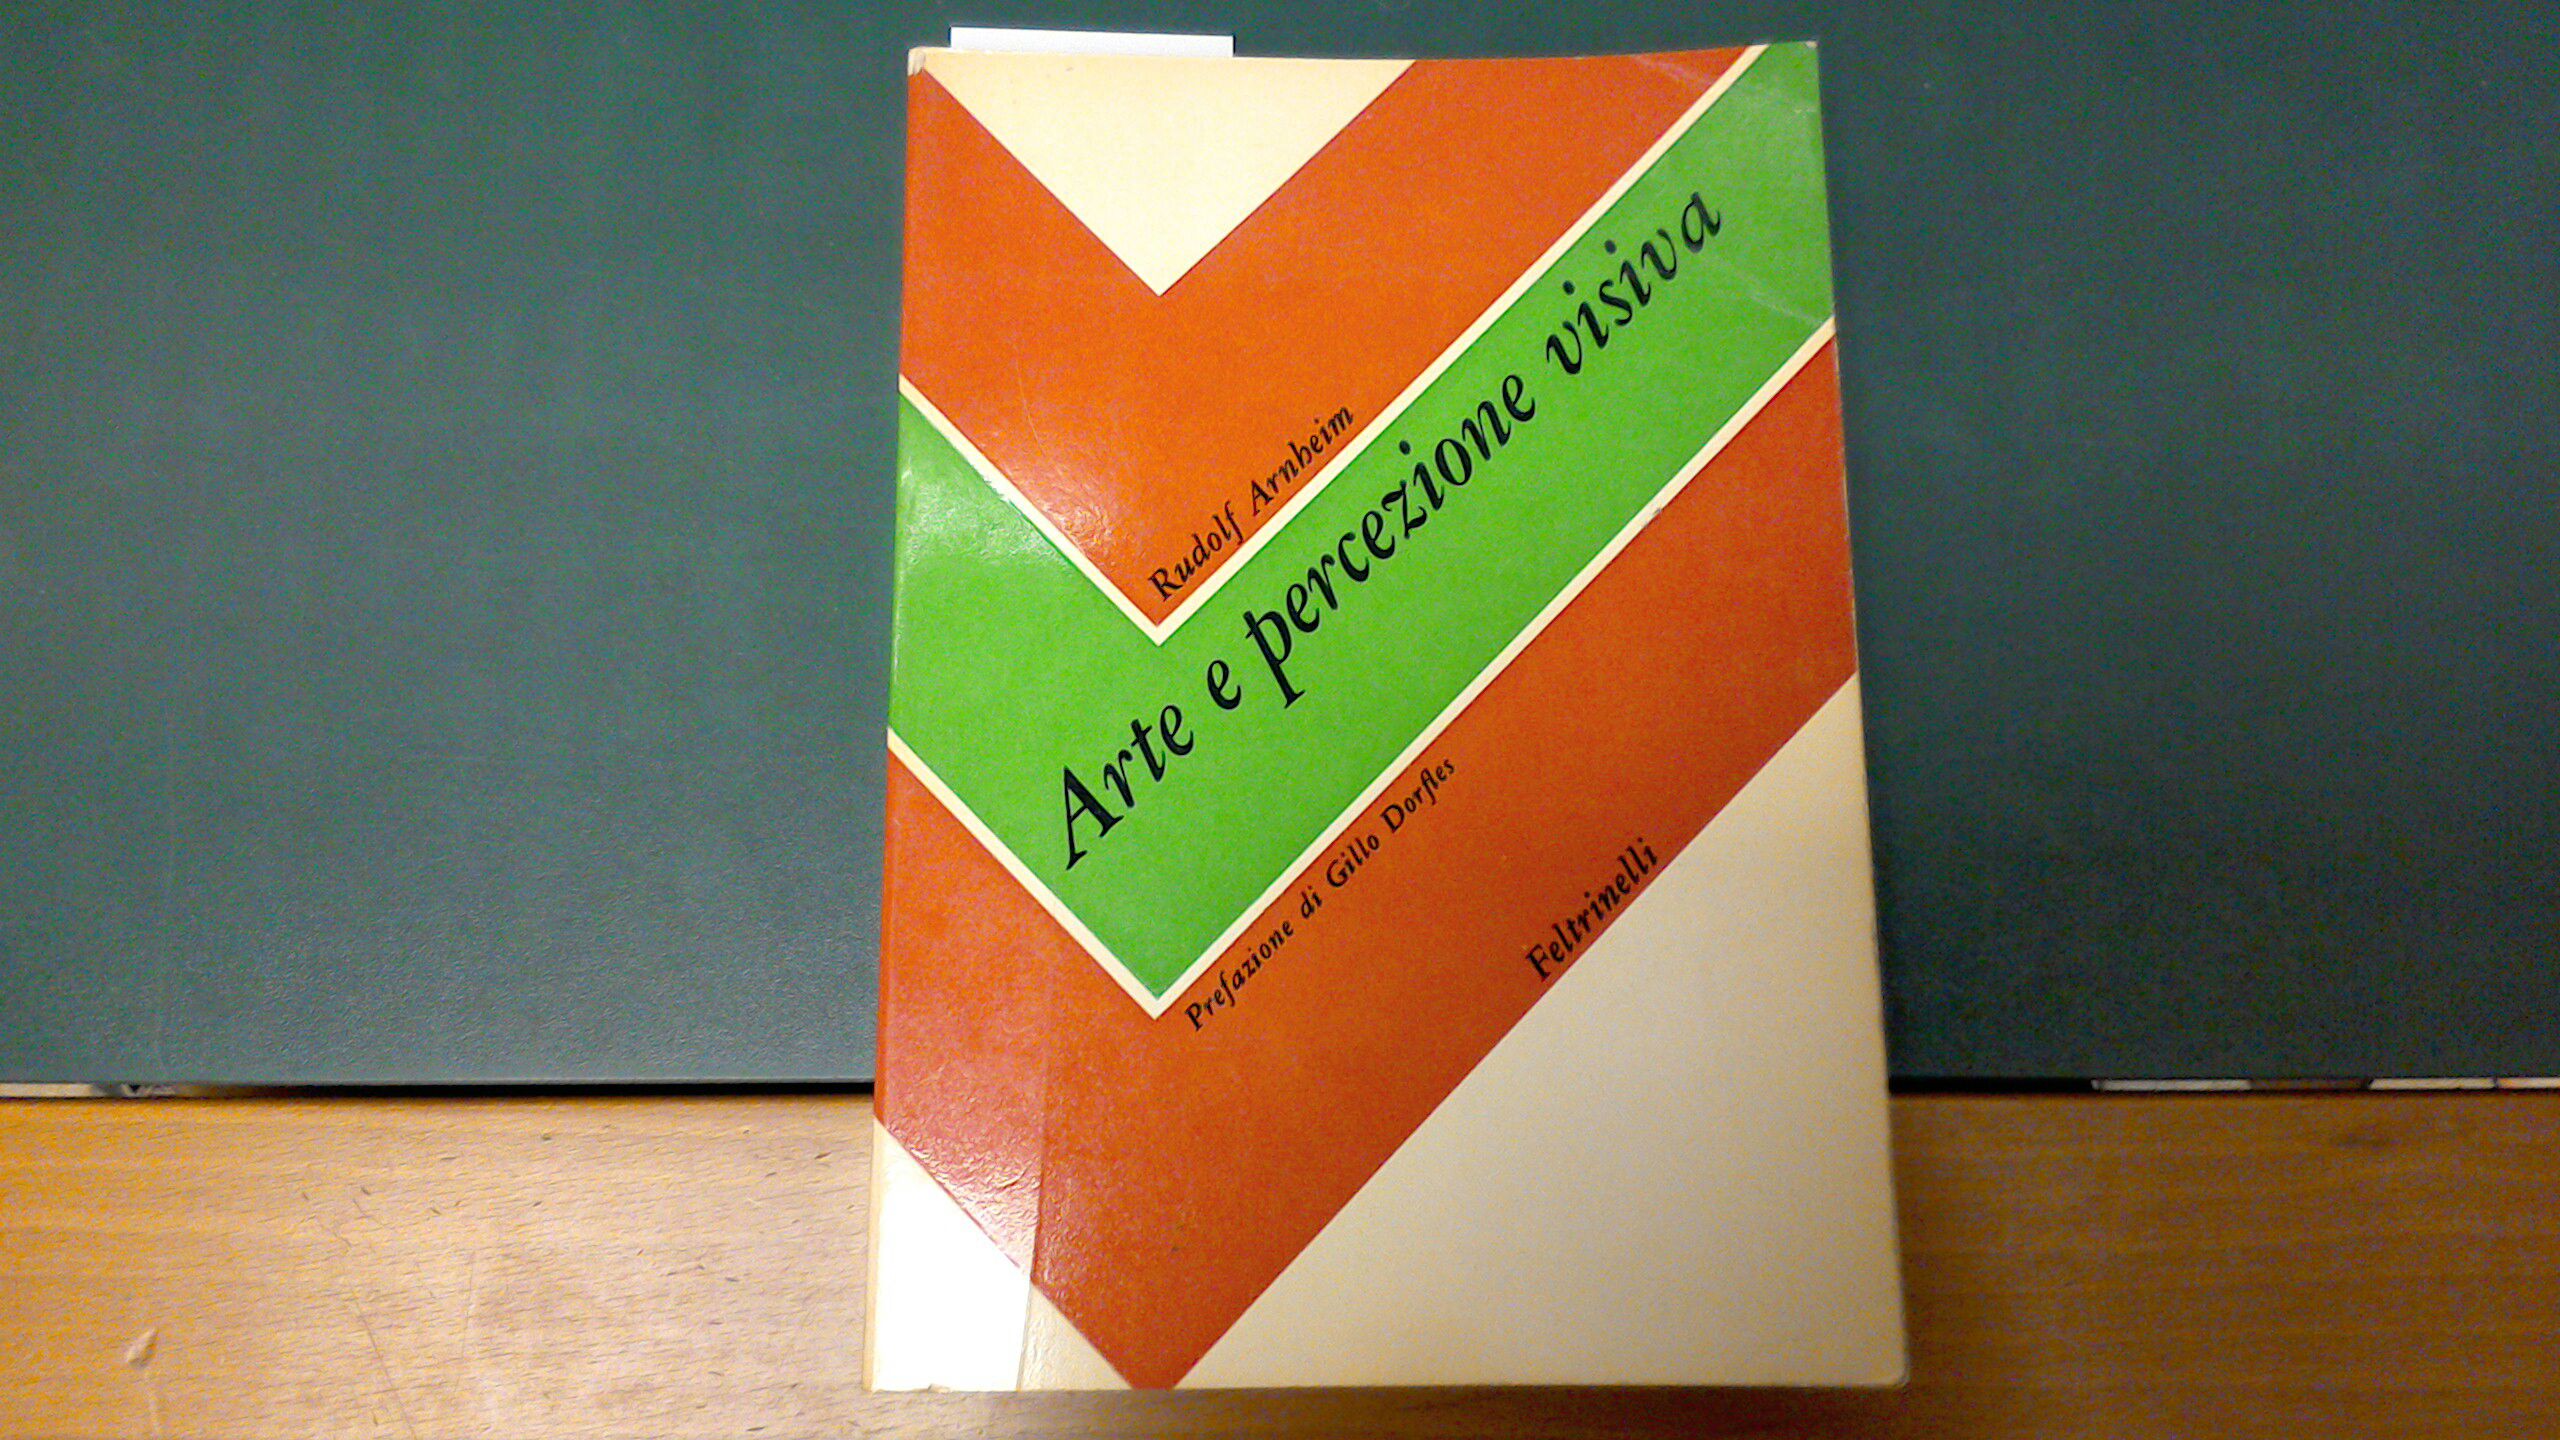 Rudolf Arnheim
Arte e percezione visiva
Prefazione di Gillo Dorfles
Feltrinelli